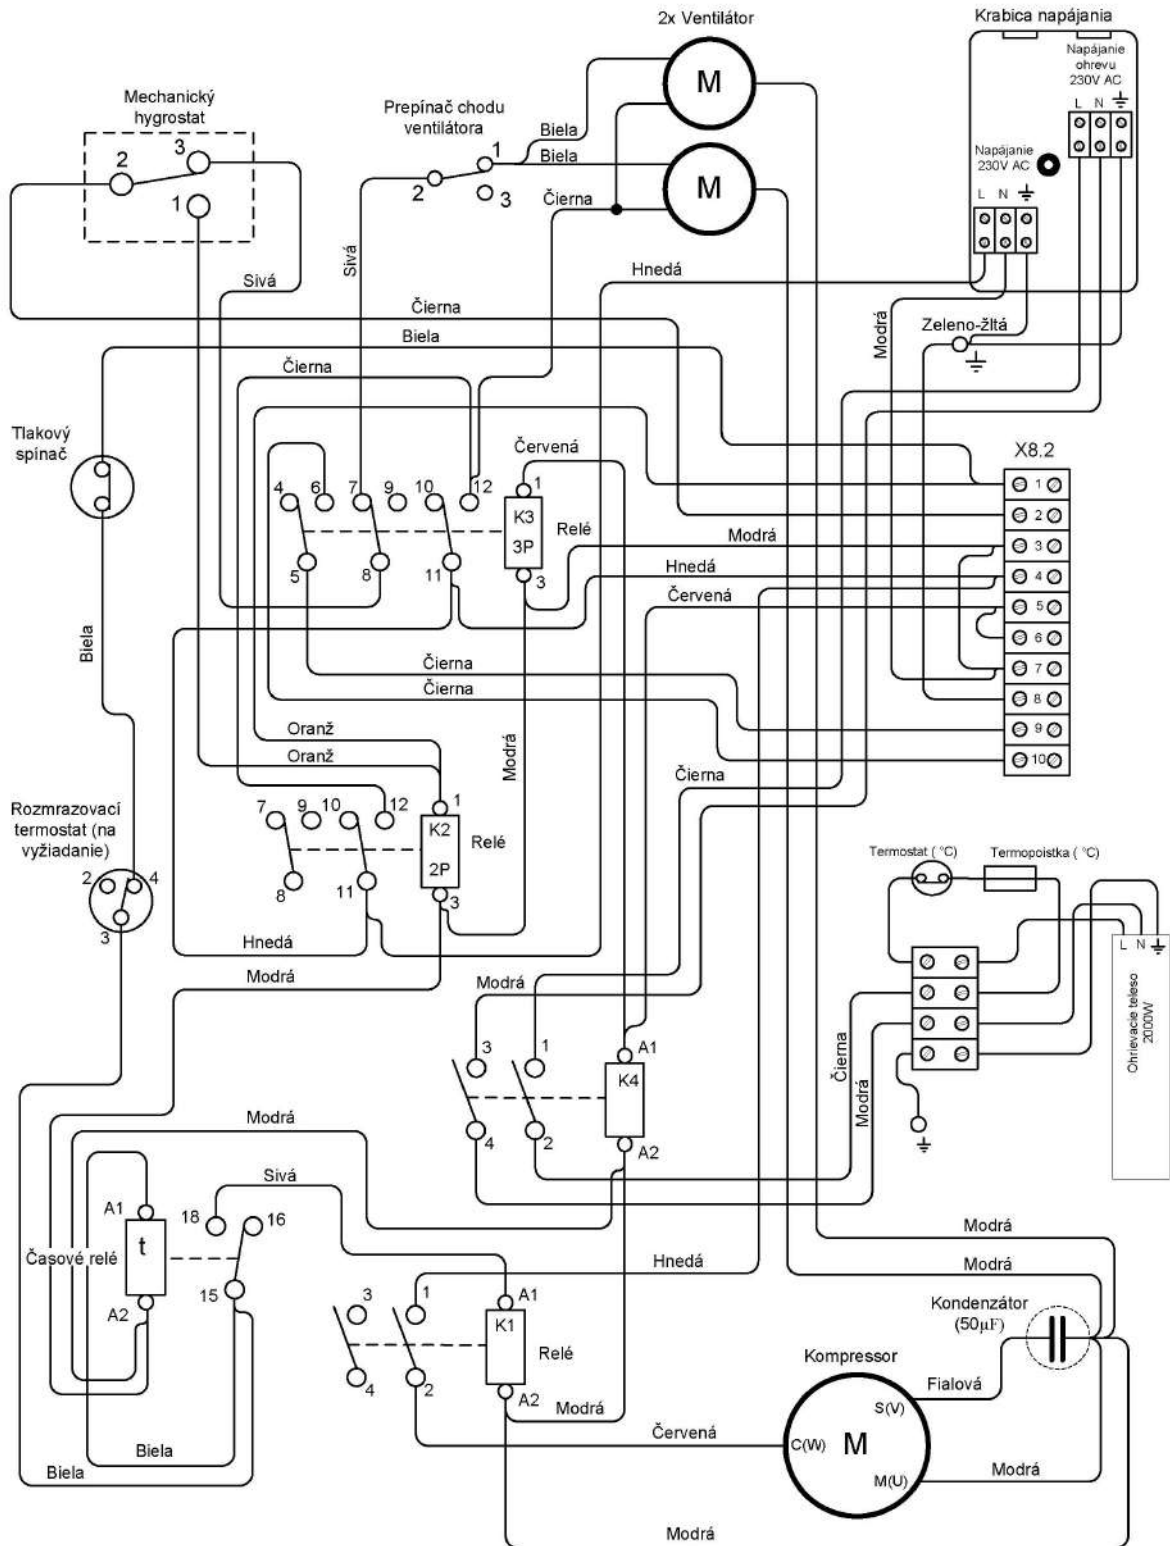 2x Ventilátor
Krabica napájania
Napájanie
ohrevu
230V AC
L N
Napájanie
230V AC
L N
M
M
Mechanický
hygrostat
2
3
1
Prepínač chodu
ventilátora
1
2
3
Biela
Biela
Čierna
Sivá
Sivá
Hnedá
Čierna
Biela
Čierna
Modrá
Zeleno-žltá
Tlakový
spínač
Červená
X8.2
4
6
7
9
10
12
1
K3
3P
Relé
3
5
8
11
Modrá
Hnedá
Červená
1
2
3
4
5
6
7
8
9
10
Biela
Čierna
Čierna
Oranž
Oranž
Modrá
Čierna
Rozmrazovací
termostat (na
vyžiadanie)
2
4
3
7
9
10
12
1
K2
2P
Relé
3
8
11
Termostat ( °C)
Termopoistka ( °C)
L N
Ohrievacie teleso
2000W
Hnedá
Modrá
Modrá
3
1
A1
K4
4
2
A2
Čierna
Modrá
Modrá
Sivá
A1
18
16
t
Časové relé
15
A2
Hnedá
Modrá
Modrá
3
1
A1
K1
Relé
4
2
A2
Kondenzátor
(50µF)
Kompressor
Fialová
S(V)
C(W)
M
M(U)
Modrá
Červená
Modrá
Biela
Biela
Modrá